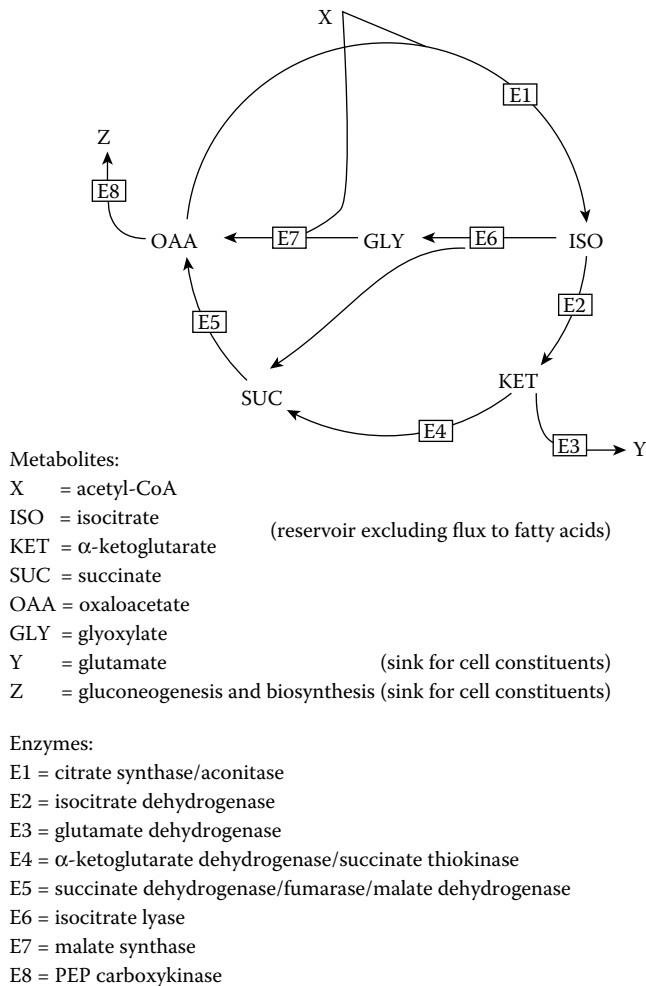 X
E1
Z
E8
OAA
E7
GLY
E6
ISO
E5
E2
KET
SUC
E4
E3
Y
Metabolites:
X = acetyl-CoA
ISO = isocitrate
(reservoir excluding flux to fatty acids)
KET = α-ketoglutarate
SUC = succinate
OAA = oxaloacetate
GLY = glyoxylate
Y = glutamate (sink for cell constituents)
Z = gluconeogenesis and biosynthesis (sink for cell constituents)
Enzymes:
E1 = citrate synthase/aconitase
E2 = isocitrate dehydrogenase
E3 = glutamate dehydrogenase
E4 = α-ketoglutarate dehydrogenase/succinate thiokinase
E5 = succinate dehydrogenase/fumarase/malate dehydrogenase
E6 = isocitrate lyase
E7 = malate synthase
E8 = PEP carboxykinase